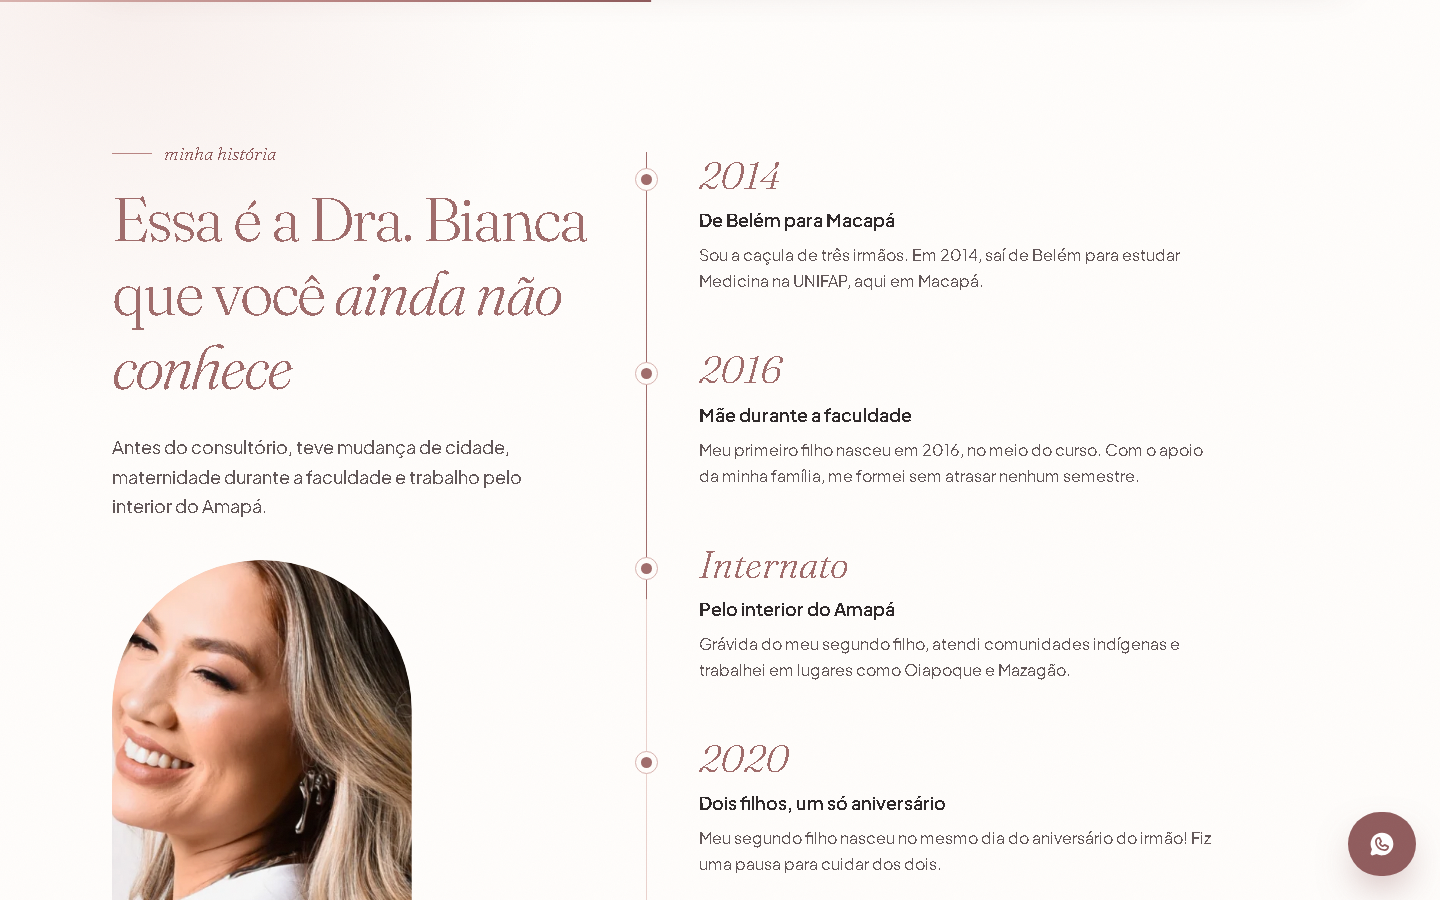 minha história
Essa é a Dra. Bianca
que você ainda não
conhece
Antes do consultório, teve mudança de cidade,
maternidade durante a faculdade e trabalho pelo
interior do Amapá.
2014
De Belém para Macapá
Sou a caçula de três irmãos. Em 2014, saí de Belém para estudar
Medicina na UNIFAP, aqui em Macapá.
2016
Mãe durante a faculdade
Meu primeiro filho nasceu em 2016, no meio do curso. Com o apoio
da minha família, me formei sem atrasar nenhum semestre.
Internato
Pelo interior do Amapá
Grávida do meu segundo filho, atendi comunidades indígenas e
trabalhei em lugares como Oiapoque e Mazagão.
2020
Dois filhos, um só aniversário
Meu segundo filho nasceu no mesmo dia do aniversário do irmão! Fiz
uma pausa para cuidar dos dois.